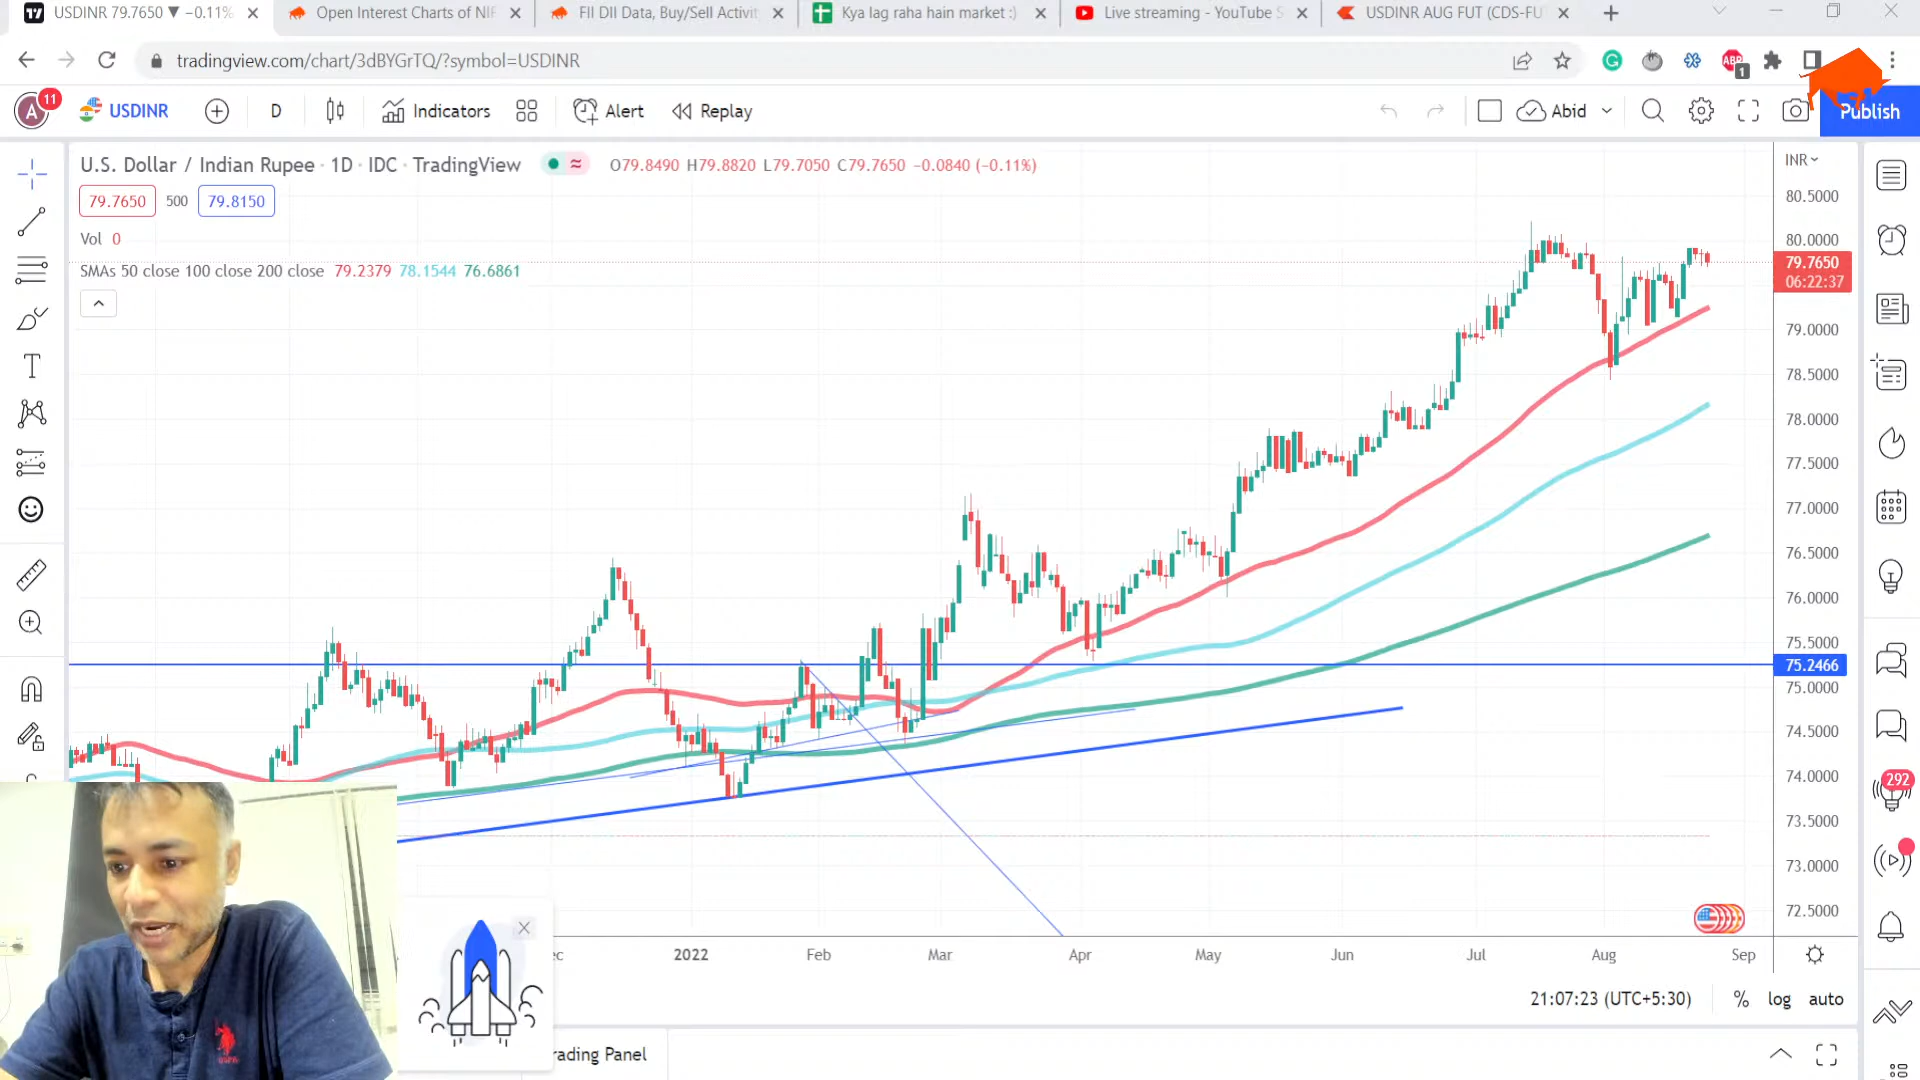 USDINR 79.7650 ▼ −0.11%
Open Interest Charts of NIF
FII DII Data, Buy/Sell Activit
Kya lag raha hain market :)
Live streaming - YouTube S
USDINR AUG FUT (CDS-FU
tradingview.com/chart/3dBYGrTQ/?symbol=USDINR
ABP
1
A
11
USDINR
D
Indicators
Alert
Replay
Abid
Publish
U.S. Dollar / Indian Rupee · 1D · IDC · TradingView
O79.8490 H79.8820 L79.7050 C79.7650 −0.0840 (−0.11%)
INR
79.7650
500
79.8150
Vol 0
SMAs 50 close 100 close 200 close 79.2379 78.1544 76.6861
80.5000
80.0000
79.7650
06:22:37
79.0000
78.5000
78.0000
77.5000
77.0000
76.5000
76.0000
75.5000
75.2466
75.0000
74.5000
74.0000
73.5000
73.0000
72.5000
292
ec
2022
Feb
Mar
Apr
May
Jun
Jul
Aug
Sep
21:07:23 (UTC+5:30)
%
log
auto
rading Panel